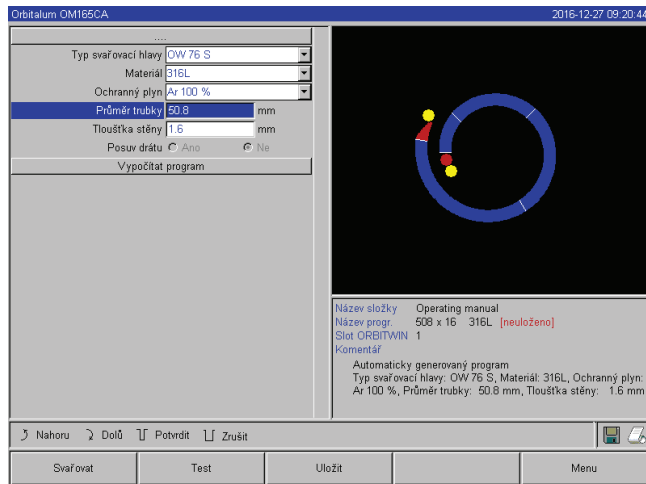 Orbitalum OM165CA 2016-12-27 09:20:44
....
Typ svařovací hlavy OW 76 S
Materiál 316L
Ochranný plyn Ar 100 %
Průměr trubky 50.8 mm
Tloušťka stěny 1.6 mm
Posuv drátu Ano Ne
Vypočítat program
Název složky Operating manual
Název progr. 508 x 16 316L [neuloženo]
Slot ORBITWIN 1
Komentář
Automaticky generovaný program
Typ svařovací hlavy: OW 76 S, Materiál: 316L, Ochranný plyn:
Ar 100 %, Průměr trubky: 50.8 mm, Tloušťka stěny: 1.6 mm
Nahoru Dolů Potvrdit Zrušit
Svařovat Test Uložit Menu